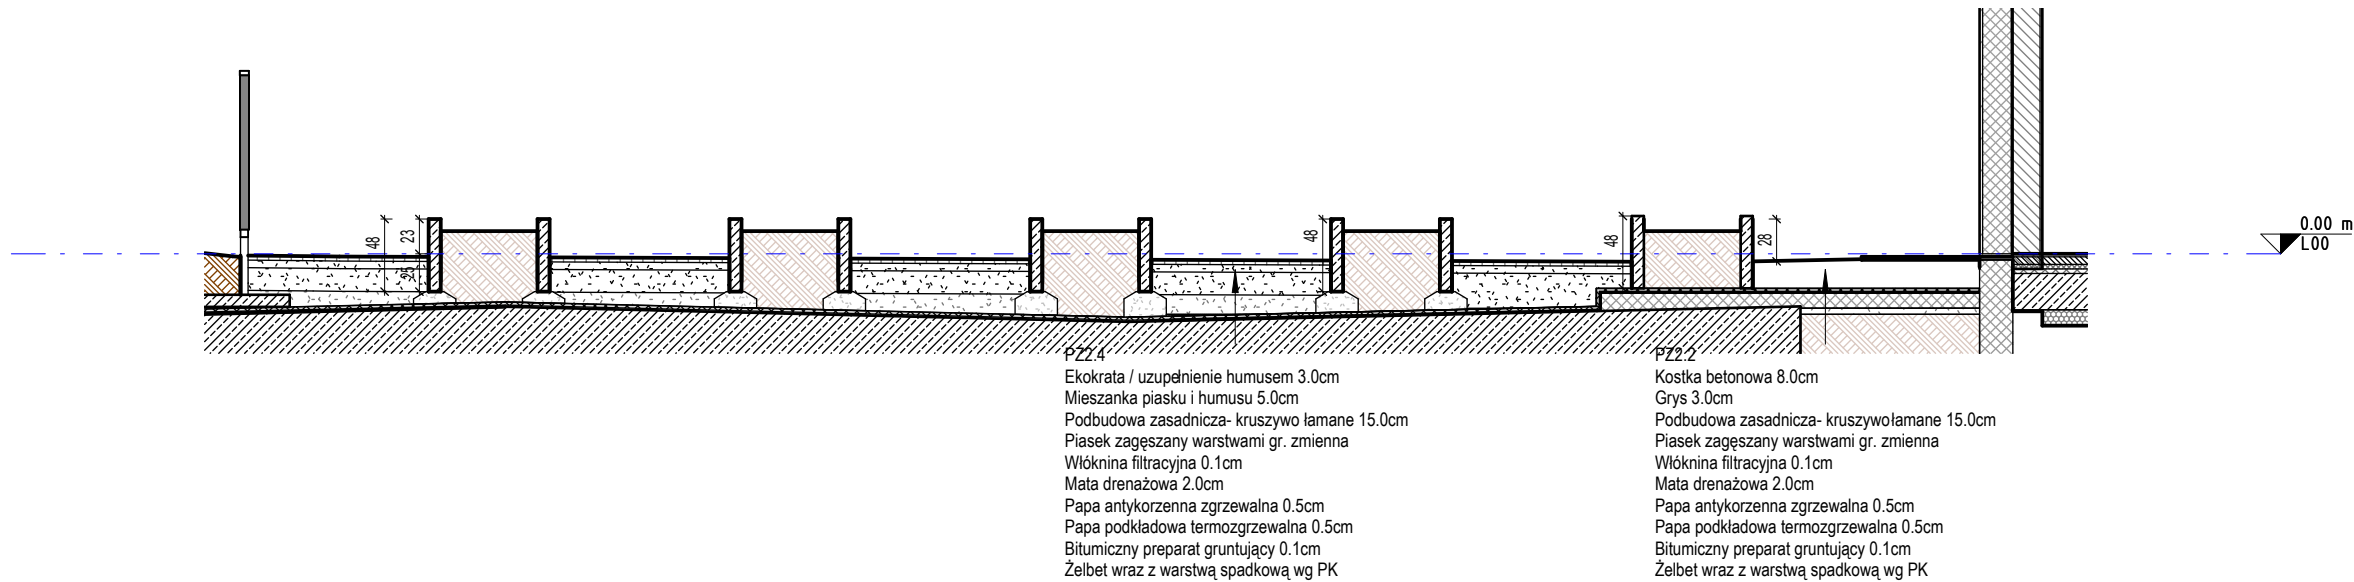 48
23
25
48
48
28
0.00 m
L00
PZ2.4
Ekokrata / uzupełnienie humusem 3.0cm
Mieszanka piasku i humusu 5.0cm
Podbudowa zasadnicza- kruszywo łamane 15.0cm
Piasek zagęszany warstwami gr. zmienna
Włóknina filtracyjna 0.1cm
Mata drenażowa 2.0cm
Papa antykorzenna zgrzewalna 0.5cm
Papa podkładowa termozgrzewalna 0.5cm
Bitumiczny preparat gruntujący 0.1cm
Żelbet wraz z warstwą spadkową wg PK
PZ2.2
Kostka betonowa 8.0cm
Grys 3.0cm
Podbudowa zasadnicza- kruszywołamane 15.0cm
Piasek zagęszany warstwami gr. zmienna
Włóknina filtracyjna 0.1cm
Mata drenażowa 2.0cm
Papa antykorzenna zgrzewalna 0.5cm
Papa podkładowa termozgrzewalna 0.5cm
Bitumiczny preparat gruntujący 0.1cm
Żelbet wraz z warstwą spadkową wg PK